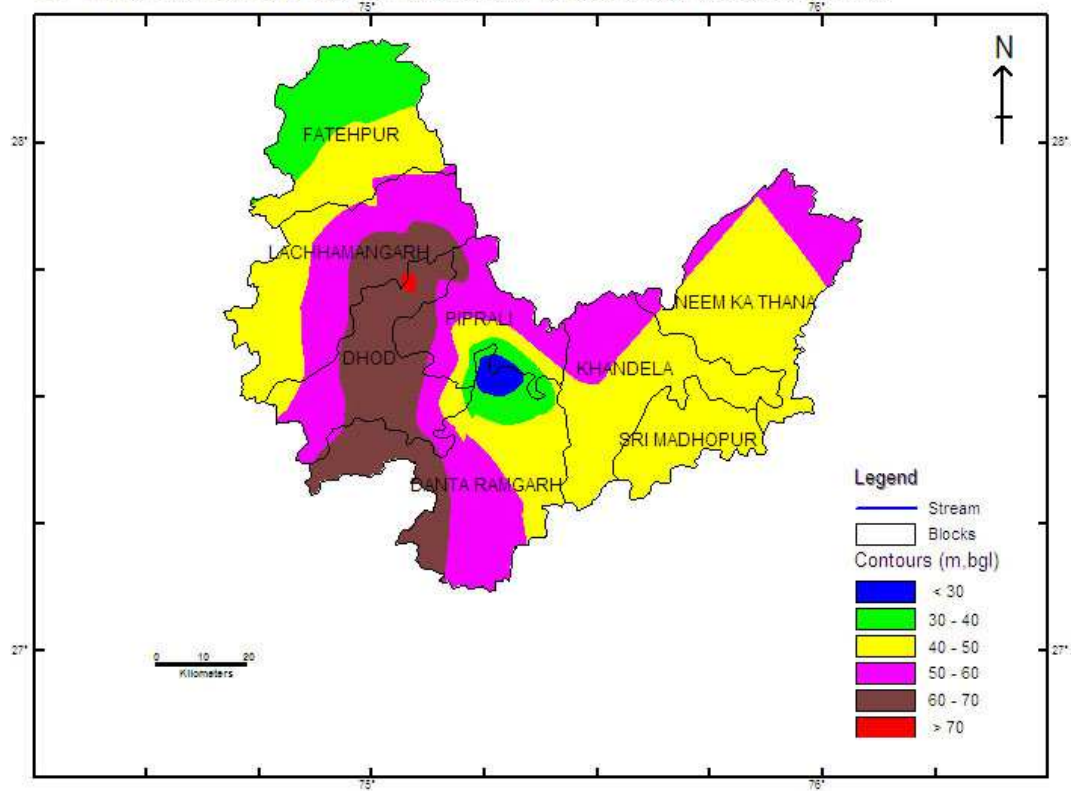 75°
76°
N
28°
28°
FATEHPUR
LACHHAMANGARH
NEEM KA THANA
PIPRALI
DHOD
KHANDELA
SRI MADHOPUR
DANTA RAMGARH
Legend
Stream
Blocks
Contours (m,bgl)
< 30
30 - 40
40 - 50
50 - 60
60 - 70
> 70
27°
27°
0 10 20
Kilometers
75°
76°